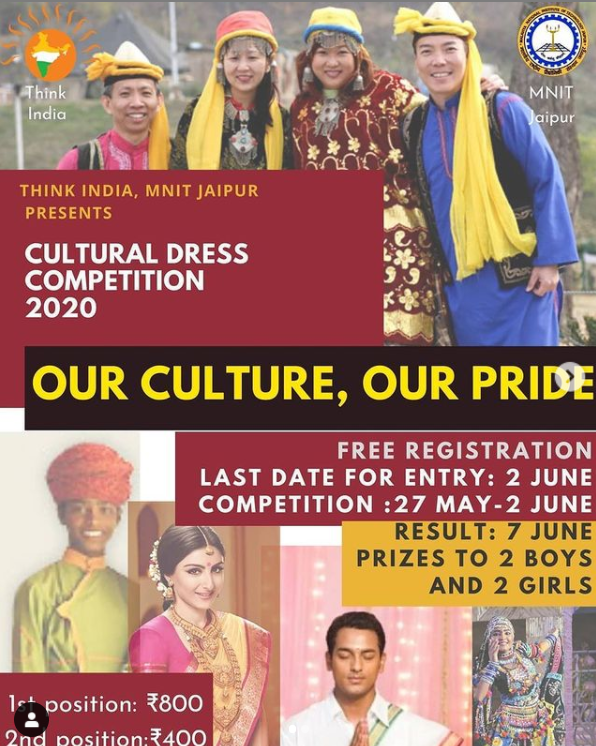 Think
India
MNIT
Jaipur
THINK INDIA, MNIT JAIPUR
PRESENTS
CULTURAL DRESS
COMPETITION
2020
OUR CULTURE, OUR PRIDE
FREE REGISTRATION
LAST DATE FOR ENTRY: 2 JUNE
COMPETITION :27 MAY-2 JUNE
RESULT: 7 JUNE
PRIZES TO 2 BOYS
AND 2 GIRLS
1st position: ₹800
2nd position:₹400